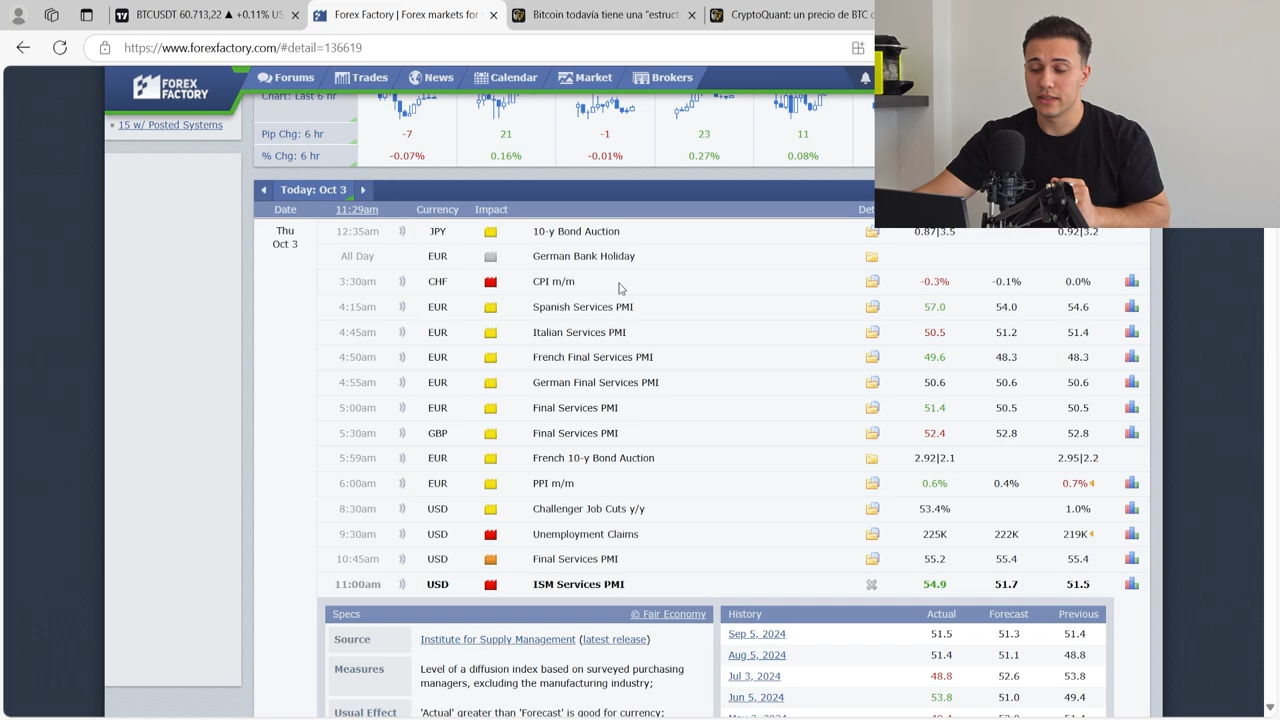 BTCUSDT 60.713,22 ▲ +0.11% US
Forex Factory | Forex markets for
Bitcoin todavía tiene una "estruct
CryptoQuant: un precio de BTC
https://www.forexfactory.com/#detail=136619
FOREX FACTORY
Forums Trades News Calendar Market Brokers
15 w/ Posted Systems
Chart: Last 6 hr
Pip Chg: 6 hr -7 21 -1 23 11
% Chg: 6 hr -0.07% 0.16% -0.01% 0.27% 0.08%
Today: Oct 3
Date 11:29am Currency Impact Det
Thu Oct 3 12:35am JPY 10-y Bond Auction 0.87|3.5 0.92|3.2
All Day EUR German Bank Holiday
3:30am CHF CPI m/m -0.3% -0.1% 0.0%
4:15am EUR Spanish Services PMI 57.0 54.0 54.6
4:45am EUR Italian Services PMI 50.5 51.2 51.4
4:50am EUR French Final Services PMI 49.6 48.3 48.3
4:55am EUR German Final Services PMI 50.6 50.6 50.6
5:00am EUR Final Services PMI 51.4 50.5 50.5
5:30am GBP Final Services PMI 52.4 52.8 52.8
5:59am EUR French 10-y Bond Auction 2.92|2.1 2.95|2.2
6:00am EUR PPI m/m 0.6% 0.4% 0.7%
8:30am USD Challenger Job Cuts y/y 53.4% 1.0%
9:30am USD Unemployment Claims 225K 222K 219K
10:45am USD Final Services PMI 55.2 55.4 55.4
11:00am USD ISM Services PMI 54.9 51.7 51.5
Specs © Fair Economy
Source Institute for Supply Management (latest release)
Measures Level of a diffusion index based on surveyed purchasing
managers, excluding the manufacturing industry;
Usual Effect 'Actual' greater than 'Forecast' is good for currency;
History Actual Forecast Previous
Sep 5, 2024 51.5 51.3 51.4
Aug 5, 2024 51.4 51.1 48.8
Jul 3, 2024 48.8 52.6 53.8
Jun 5, 2024 53.8 51.0 49.4